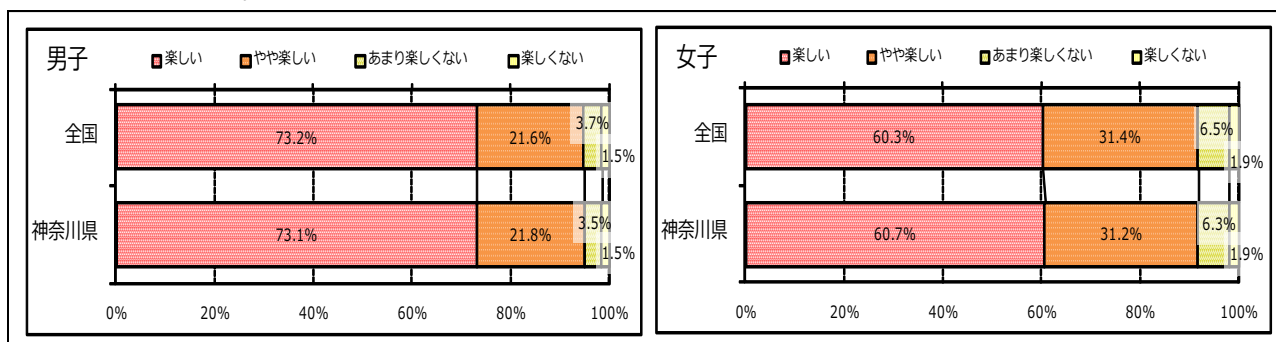 男子
楽しい やや楽しい あまり楽しくない 楽しくない
全国
73.2% 21.6% 3.7% 1.5%
神奈川県
73.1% 21.8% 3.5% 1.5%
0% 20% 40% 60% 80% 100%
女子
楽しい やや楽しい あまり楽しくない 楽しくない
全国
60.3% 31.4% 6.5% 1.9%
神奈川県
60.7% 31.2% 6.3% 1.9%
0% 20% 40% 60% 80% 100%